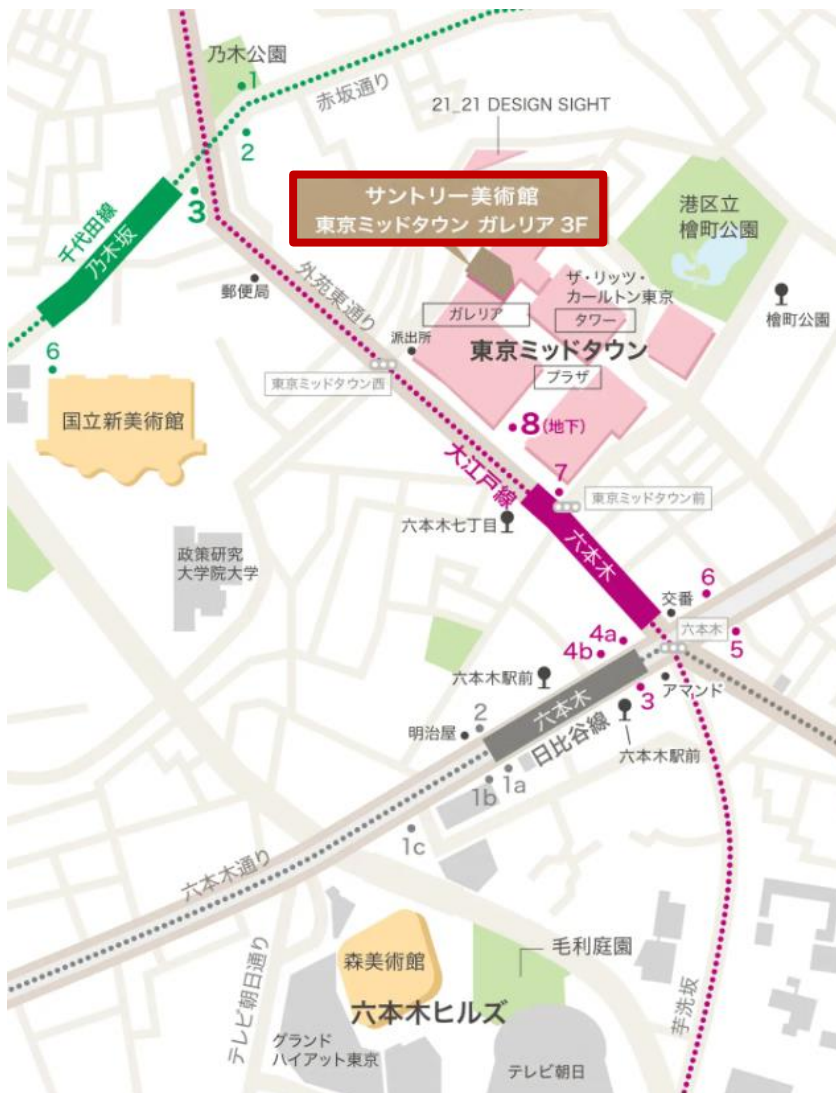 乃木公園
1
赤坂通り
2
21_21 DESIGN SIGHT
サントリー美術館
東京ミッドタウン ガレリア 3F
港区立
檜町公園
3
千代田線
乃木坂
郵便局
外苑東通り
ザ・リッツ・
カールトン東京
ガレリア
タワー
檜町公園
派出所
東京ミッドタウン
プラザ
6
東京ミッドタウン西
国立新美術館
8(地下)
大江戸線
7
東京ミッドタウン前
六本木七丁目
六本木
政策研究
大学院大学
6
交番
六本木
5
4a
4b
六本木駅前
3
アマンド
六本木
日比谷線
2
明治屋
六本木駅前
1a
1b
1c
六本木通り
テレビ朝日通り
森美術館
毛利庭園
六本木ヒルズ
グランド
ハイアット東京
テレビ朝日
芋洗坂